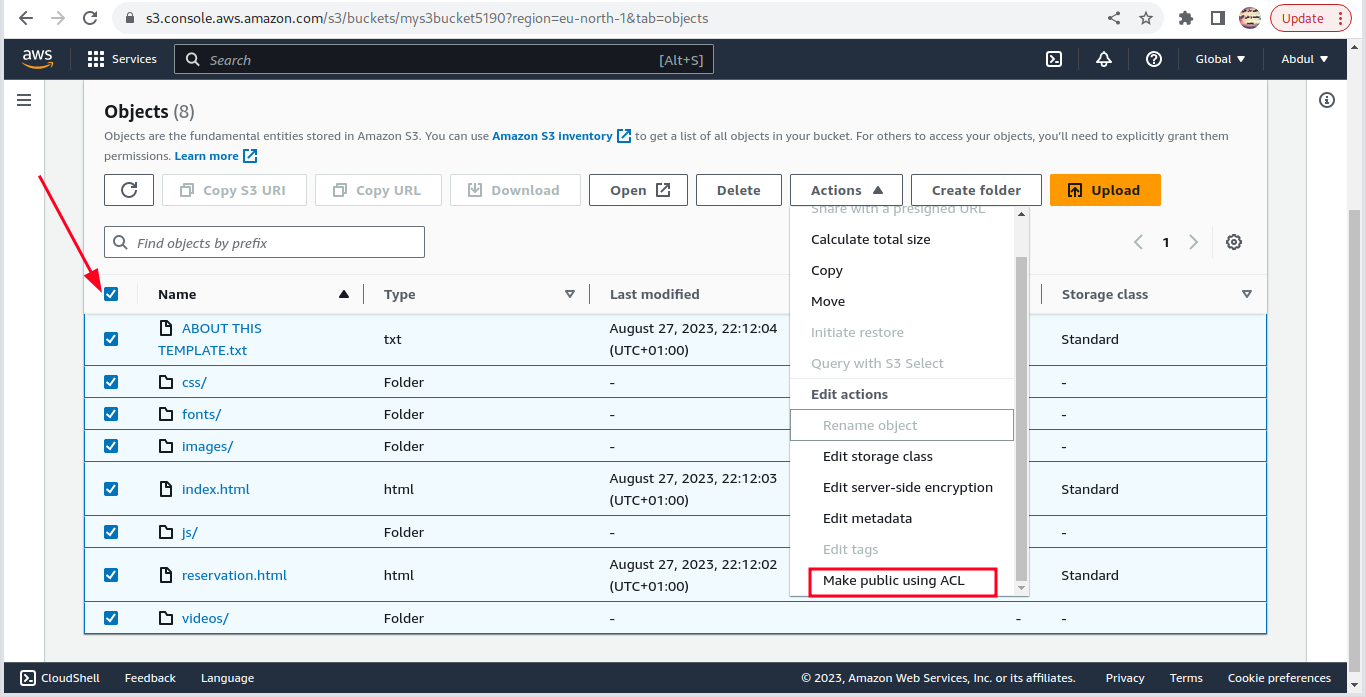 s3.console.aws.amazon.com/s3/buckets/mys3bucket5190?region=eu-north-1&tab=objects
Update
aws
Services
Search
[Alt+S]
Global
Abdul
Objects (8)
Objects are the fundamental entities stored in Amazon S3. You can use Amazon S3 inventory to get a list of all objects in your bucket. For others to access your objects, you'll need to explicitly grant them
permissions. Learn more
Copy S3 URI
Copy URL
Download
Open
Delete
Actions
Create folder
Upload
Share with a presigned URL
Calculate total size
Copy
Move
Initiate restore
Query with S3 Select
Edit actions
Rename object
Edit storage class
Edit server-side encryption
Edit metadata
Edit tags
Make public using ACL
Find objects by prefix
1
Name
Type
Last modified
Storage class
ABOUT THIS
TEMPLATE.txt
txt
August 27, 2023, 22:12:04
(UTC+01:00)
Standard
css/
Folder
-
-
fonts/
Folder
-
-
images/
Folder
-
-
index.html
html
August 27, 2023, 22:12:03
(UTC+01:00)
Standard
js/
Folder
-
-
reservation.html
html
August 27, 2023, 22:12:02
(UTC+01:00)
Standard
videos/
Folder
-
-
-
CloudShell
Feedback
Language
© 2023, Amazon Web Services, Inc. or its affiliates.
Privacy
Terms
Cookie preferences